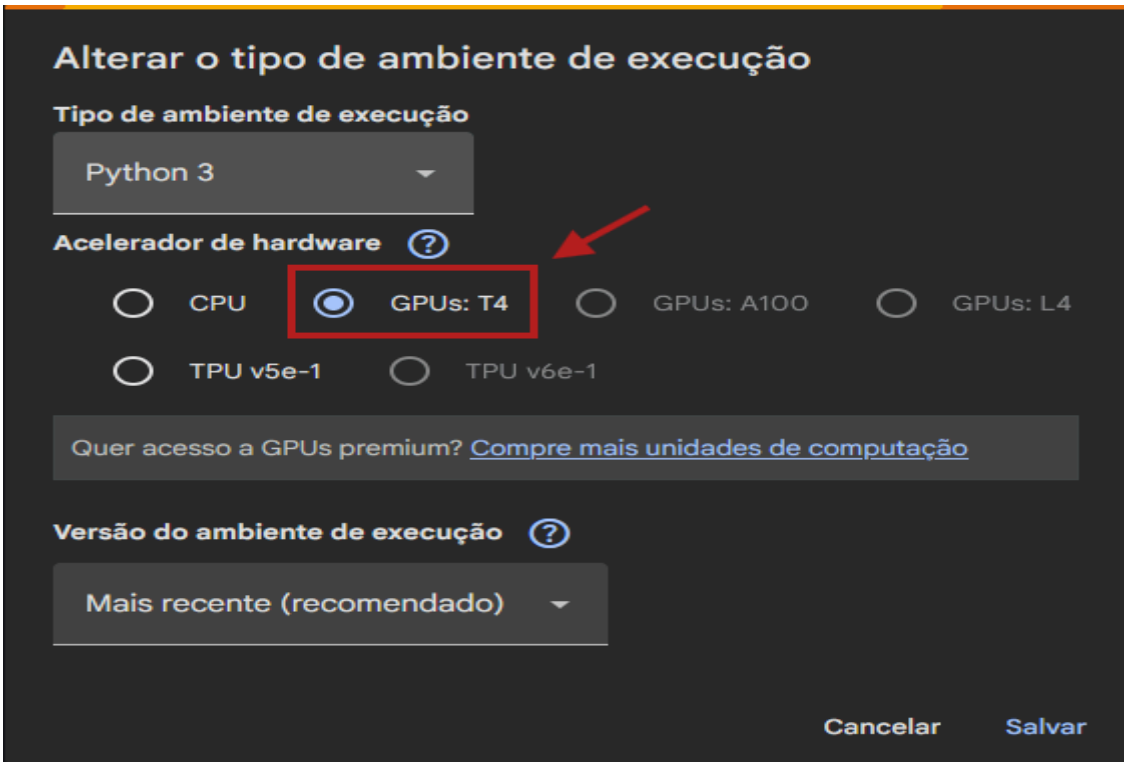 Alterar o tipo de ambiente de execução
Tipo de ambiente de execução
Python 3
Acelerador de hardware ?
CPU GPUs: T4 GPUs: A100 GPUs: L4
TPU v5e-1 TPU v6e-1
Quer acesso a GPUs premium? Compre mais unidades de computação
Versão do ambiente de execução ?
Mais recente (recomendado)
Cancelar Salvar